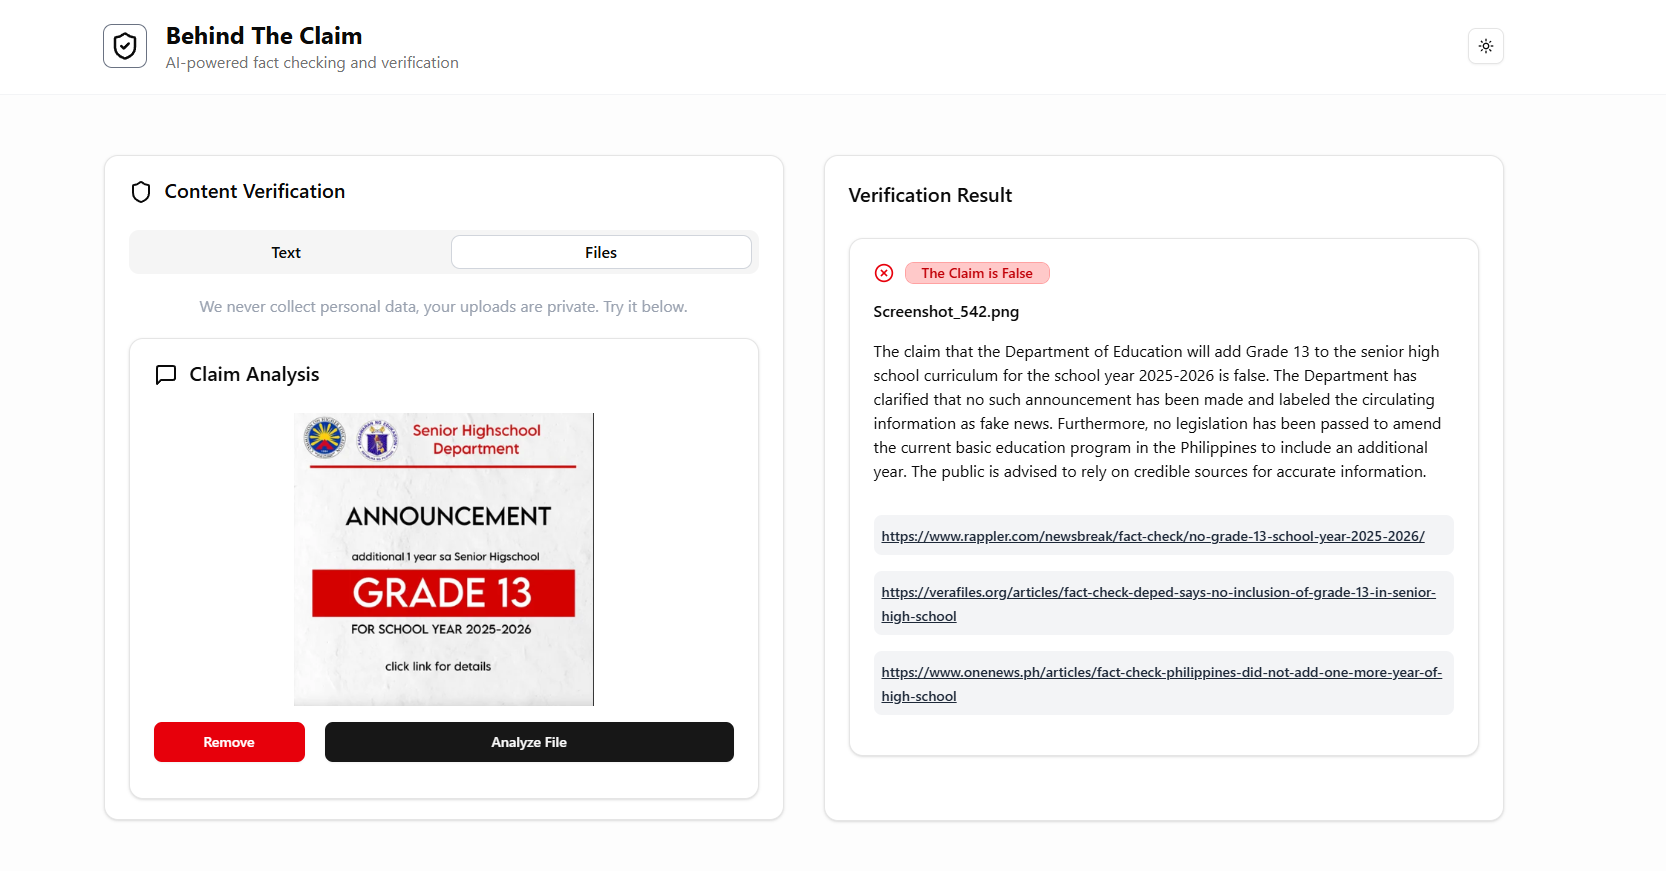 Behind The Claim
AI-powered fact checking and verification
Content Verification
Text
Files
We never collect personal data, your uploads are private. Try it below.
Claim Analysis
Senior Highschool
Department
ANNOUNCEMENT
additional 1 year sa Senior Higschool
GRADE 13
FOR SCHOOL YEAR 2025-2026
click link for details
Remove
Analyze File
Verification Result
The Claim is False
Screenshot_542.png
The claim that the Department of Education will add Grade 13 to the senior high
school curriculum for the school year 2025-2026 is false. The Department has
clarified that no such announcement has been made and labeled the circulating
information as fake news. Furthermore, no legislation has been passed to amend
the current basic education program in the Philippines to include an additional
year. The public is advised to rely on credible sources for accurate information.
https://www.rappler.com/newsbreak/fact-check/no-grade-13-school-year-2025-2026/
https://verafiles.org/articles/fact-check-deped-says-no-inclusion-of-grade-13-in-senior-
high-school
https://www.onenews.ph/articles/fact-check-philippines-did-not-add-one-more-year-of-
high-school